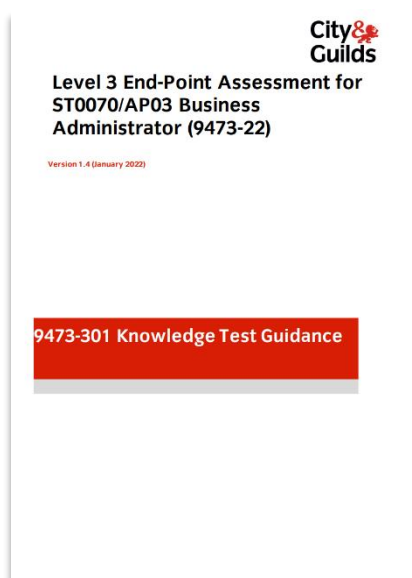 City&
Guilds
Level 3 End-Point Assessment for
ST0070/AP03 Business
Administrator (9473-22)
Version 1.4 (January 2022)
9473-301 Knowledge Test Guidance